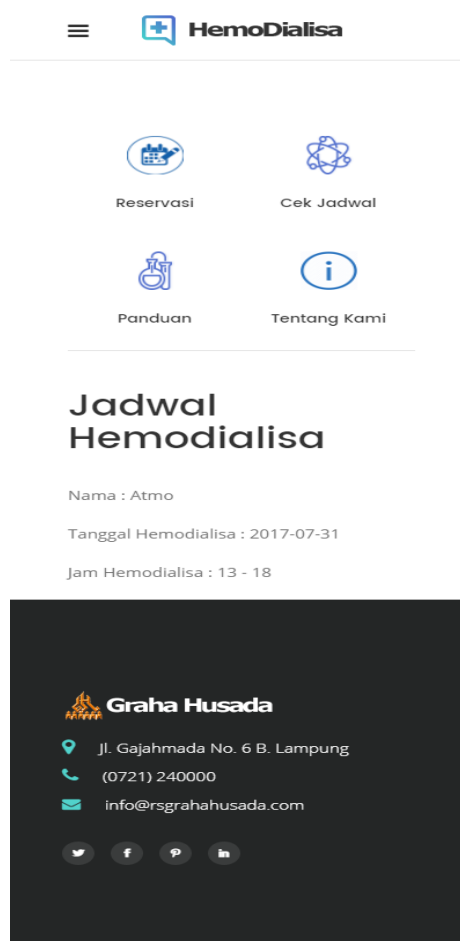 HemoDialisa
Reservasi
Cek Jadwal
Panduan
Tentang Kami
Jadwal
Hemodialisa
Nama : Atmo
Tanggal Hemodialisa : 2017-07-31
Jam Hemodialisa : 13 - 18
Graha Husada
Jl. Gajahmada No. 6 B. Lampung
(0721) 240000
info@rsgrahahusada.com